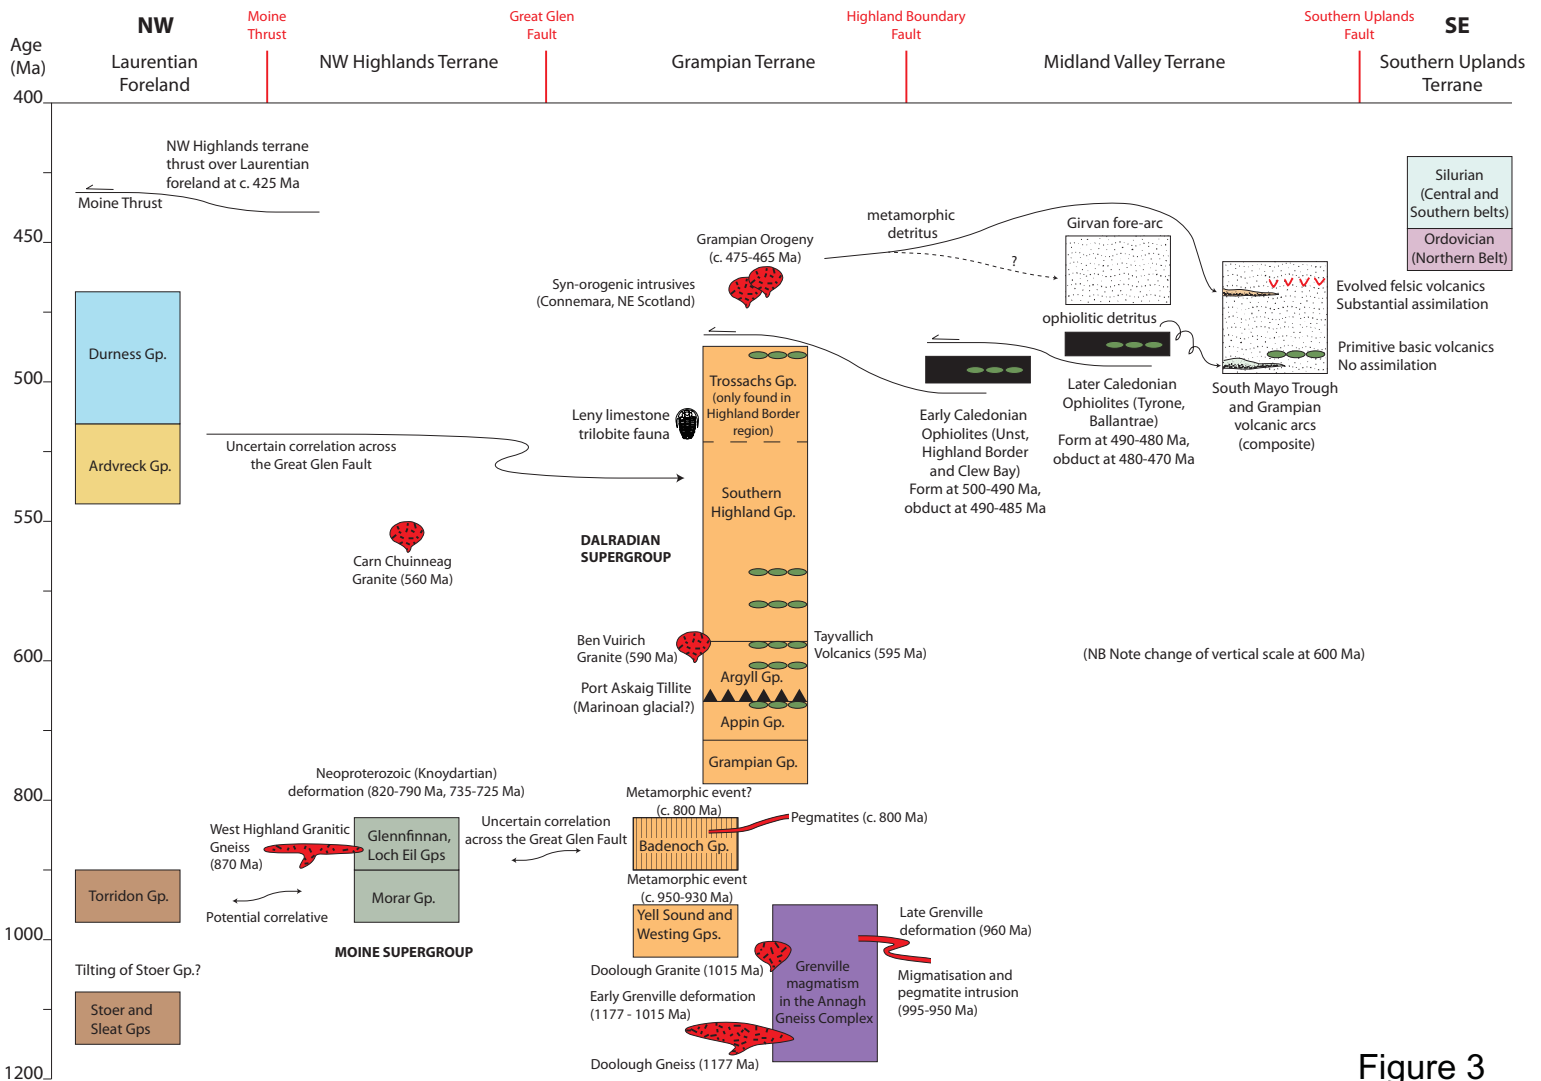 NW
Moine
Thrust
Great Glen
Fault
Highland Boundary
Fault
Southern Uplands
Fault
SE
Age
(Ma)
Laurentian
Foreland
NW Highlands Terrane
Grampian Terrane
Midland Valley Terrane
Southern Uplands
Terrane
400
450
500
550
600
800
1000
1200
NW Highlands terrane
thrust over Laurentian
foreland at c. 425 Ma
Moine Thrust
Durness Gp.
Ardvreck Gp.
Uncertain correlation across
the Great Glen Fault
Carn Chuinneag
Granite (560 Ma)
Neoproterozoic (Knoydartian)
deformation (820-790 Ma, 735-725 Ma)
West Highland Granitic
Gneiss
(870 Ma)
Glennfinnan,
Loch Eil Gps
Morar Gp.
Uncertain correlation
across the Great Glen Fault
Torridon Gp.
Potential correlative
MOINE SUPERGROUP
Tilting of Stoer Gp.?
Stoer and
Sleat Gps
Grampian Orogeny
(c. 475-465 Ma)
Syn-orogenic intrusives
(Connemara, NE Scotland)
Trossachs Gp.
(only found in
Highland Border
region)
Leny limestone
trilobite fauna
Southern
Highland Gp.
DALRADIAN
SUPERGROUP
Ben Vuirich
Granite (590 Ma)
Tayvallich
Volcanics (595 Ma)
Argyll Gp.
Port Askaig Tillite
(Marinoan glacial?)
Appin Gp.
Grampian Gp.
Metamorphic event?
(c. 800 Ma)
Pegmatites (c. 800 Ma)
Badenoch Gp.
Metamorphic event
(c. 950-930 Ma)
Yell Sound and
Westing Gps.
Doolough Granite (1015 Ma)
Early Grenville deformation
(1177 - 1015 Ma)
Doolough Gneiss (1177 Ma)
Grenville
magmatism
in the Annagh
Gneiss Complex
Late Grenville
deformation (960 Ma)
Migmatisation and
pegmatite intrusion
(995-950 Ma)
metamorphic
detritus
?
Girvan fore-arc
ophiolitic detritus
Early Caledonian
Ophiolites (Unst,
Highland Border
and Clew Bay)
Form at 500-490 Ma,
obduct at 490-485 Ma
Later Caledonian
Ophiolites (Tyrone,
Ballantrae)
Form at 490-480 Ma,
obduct at 480-470 Ma
South Mayo Trough
and Grampian
volcanic arcs
(composite)
Evolved felsic volcanics
Substantial assimilation
Primitive basic volcanics
No assimilation
Silurian
(Central and
Southern belts)
Ordovician
(Northern Belt)
(NB Note change of vertical scale at 600 Ma)
Figure 3